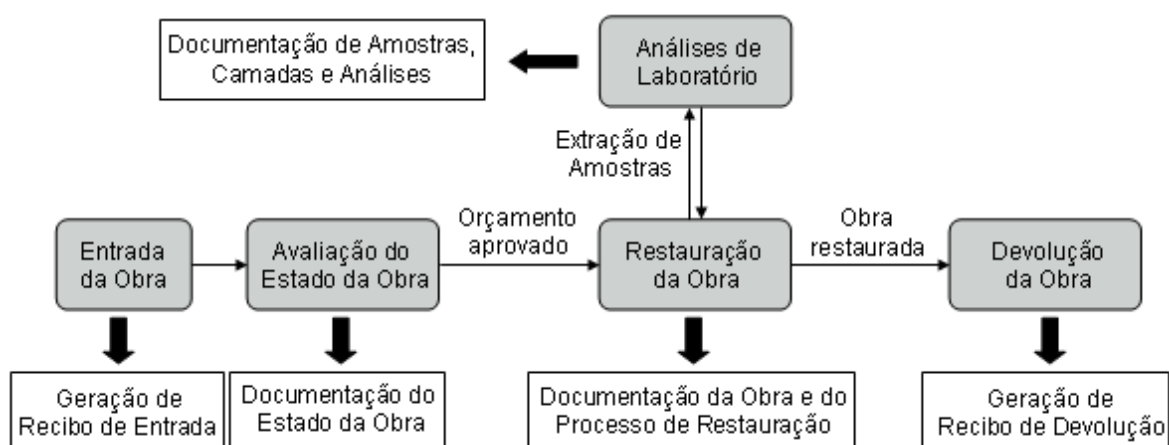 Documentação de Amostras,
Camadas e Análises
Análises de
Laboratório
Extração de
Amostras
Entrada
da Obra
Avaliação do
Estado da Obra
Orçamento
aprovado
Restauração
da Obra
Obra
restaurada
Devolução
da Obra
Geração de
Recibo de Entrada
Documentação do
Estado da Obra
Documentação da Obra e do
Processo de Restauração
Geração de
Recibo de Devolução